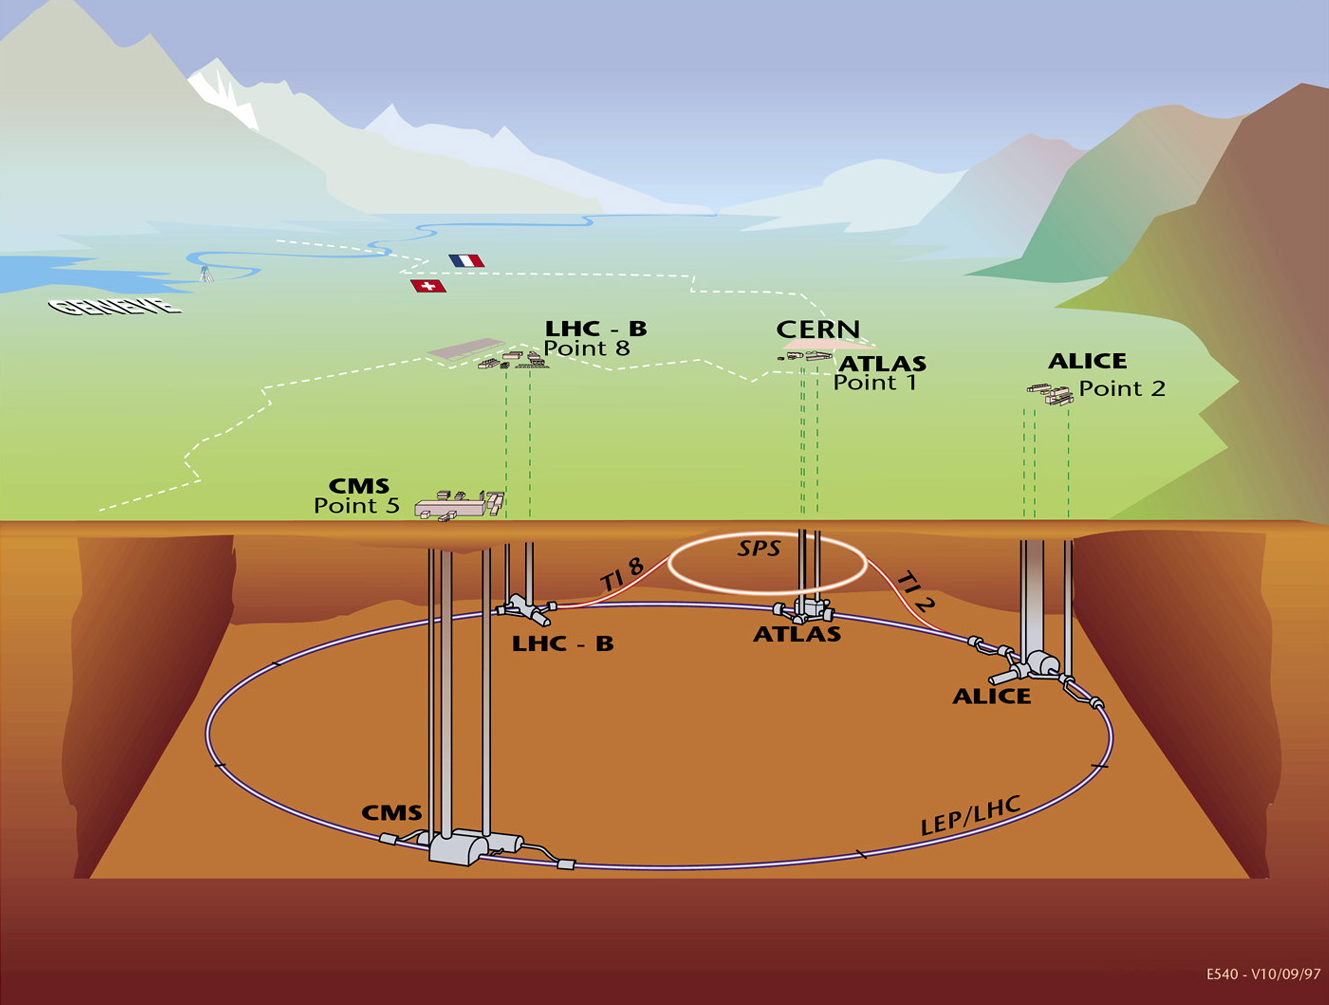 GENEVE
LHC - B
Point 8
CERN
ATLAS
Point 1
ALICE
Point 2
CMS
Point 5
SPS
TI 8
TI 2
LHC - B
ATLAS
ALICE
CMS
LEP/LHC
E540 - V10/09/97